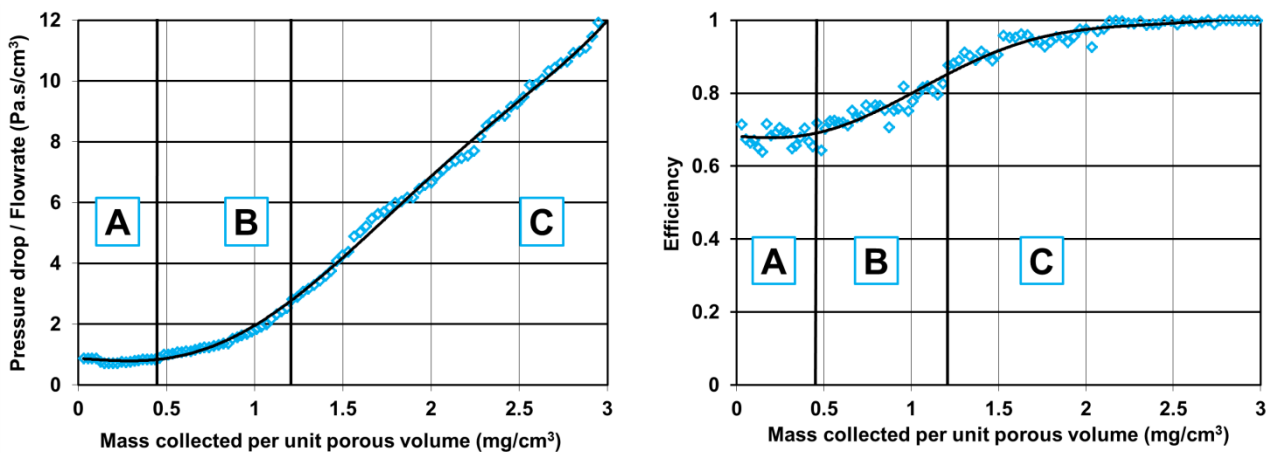 Pressure drop / Flowrate (Pa.s/cm³)
12
10
8
6
4
2
0
A
B
C
0 0.5 1 1.5 2 2.5 3
Mass collected per unit porous volume (mg/cm³)
Efficiency
1
0.8
0.6
0.4
0.2
0
A
B
C
0 0.5 1 1.5 2 2.5 3
Mass collected per unit porous volume (mg/cm³)